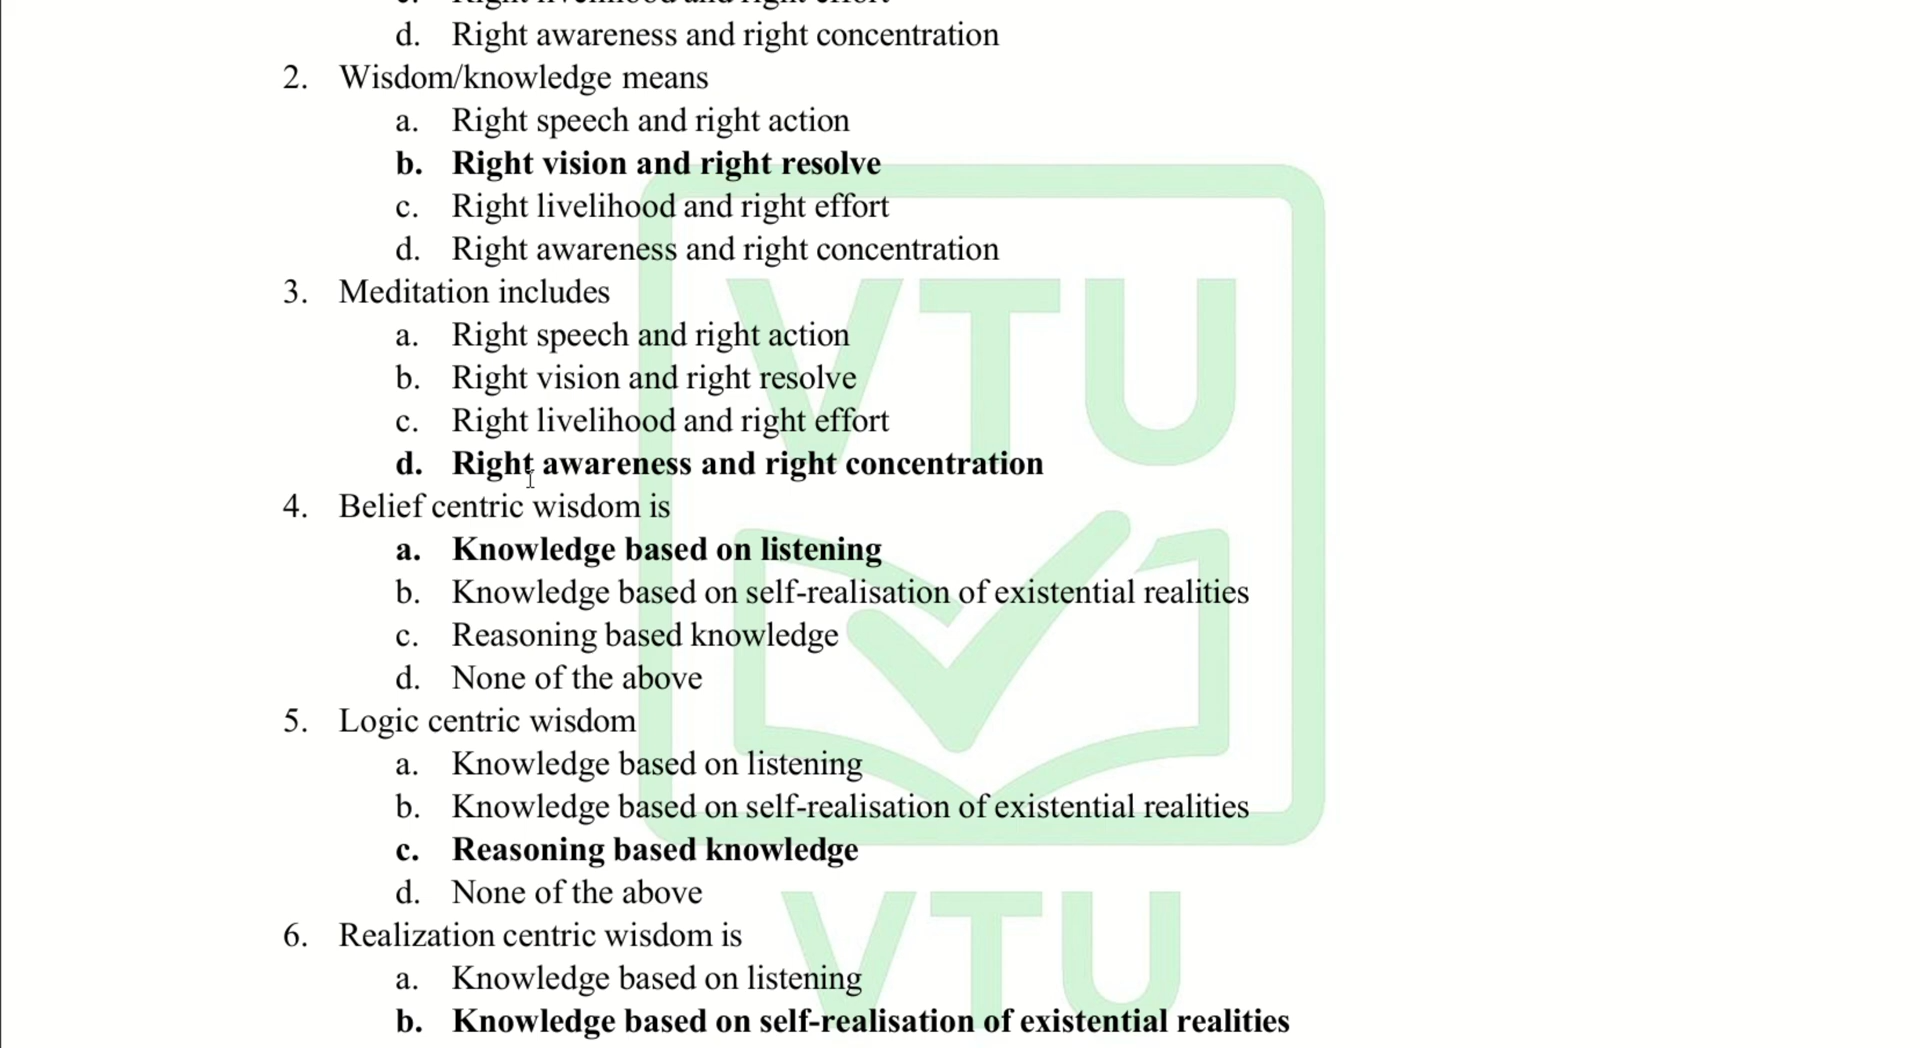 c. Right livelihood and right effort
d. Right awareness and right concentration
2. Wisdom/knowledge means
a. Right speech and right action
b. Right vision and right resolve
c. Right livelihood and right effort
d. Right awareness and right concentration
3. Meditation includes
a. Right speech and right action
b. Right vision and right resolve
c. Right livelihood and right effort
d. Right awareness and right concentration
4. Belief centric wisdom is
a. Knowledge based on listening
b. Knowledge based on self-realisation of existential realities
c. Reasoning based knowledge
d. None of the above
5. Logic centric wisdom
a. Knowledge based on listening
b. Knowledge based on self-realisation of existential realities
c. Reasoning based knowledge
d. None of the above
6. Realization centric wisdom is
a. Knowledge based on listening
b. Knowledge based on self-realisation of existential realities
VTU
VTU